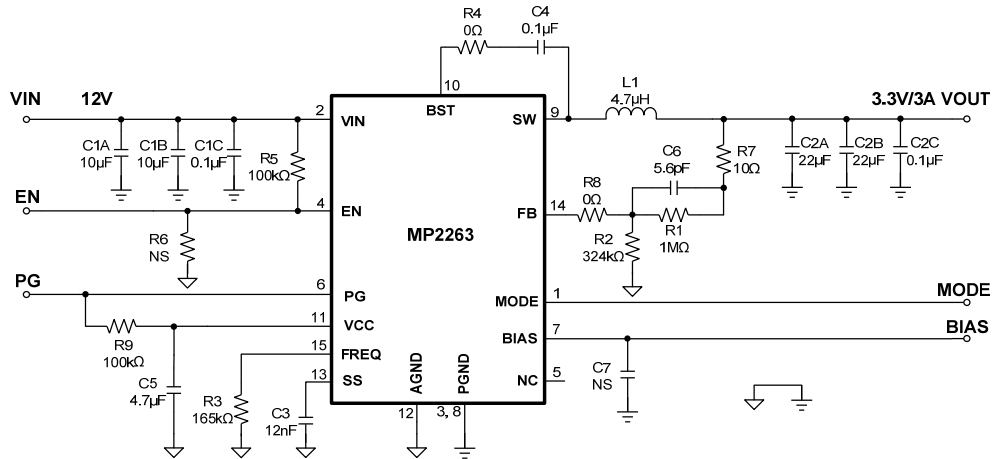 R4
0Ω
C4
0.1µF
10
BST
VIN
12V
2
VIN
SW
9
L1
4.7µH
3.3V/3A VOUT
C1A
10µF
C1B
10µF
C1C
0.1µF
R5
100kΩ
C6
5.6pF
R7
10Ω
C2A
22µF
C2B
22µF
C2C
0.1µF
EN
4
EN
R6
NS
MP2263
FB
14
R8
0Ω
R2
324kΩ
R1
1MΩ
PG
6
PG
MODE
1
MODE
11
VCC
R9
100kΩ
BIAS
7
BIAS
15
FREQ
13
SS
C5
4.7µF
R3
165kΩ
C3
12nF
AGND
PGND
12
3, 8
NC
5
C7
NS